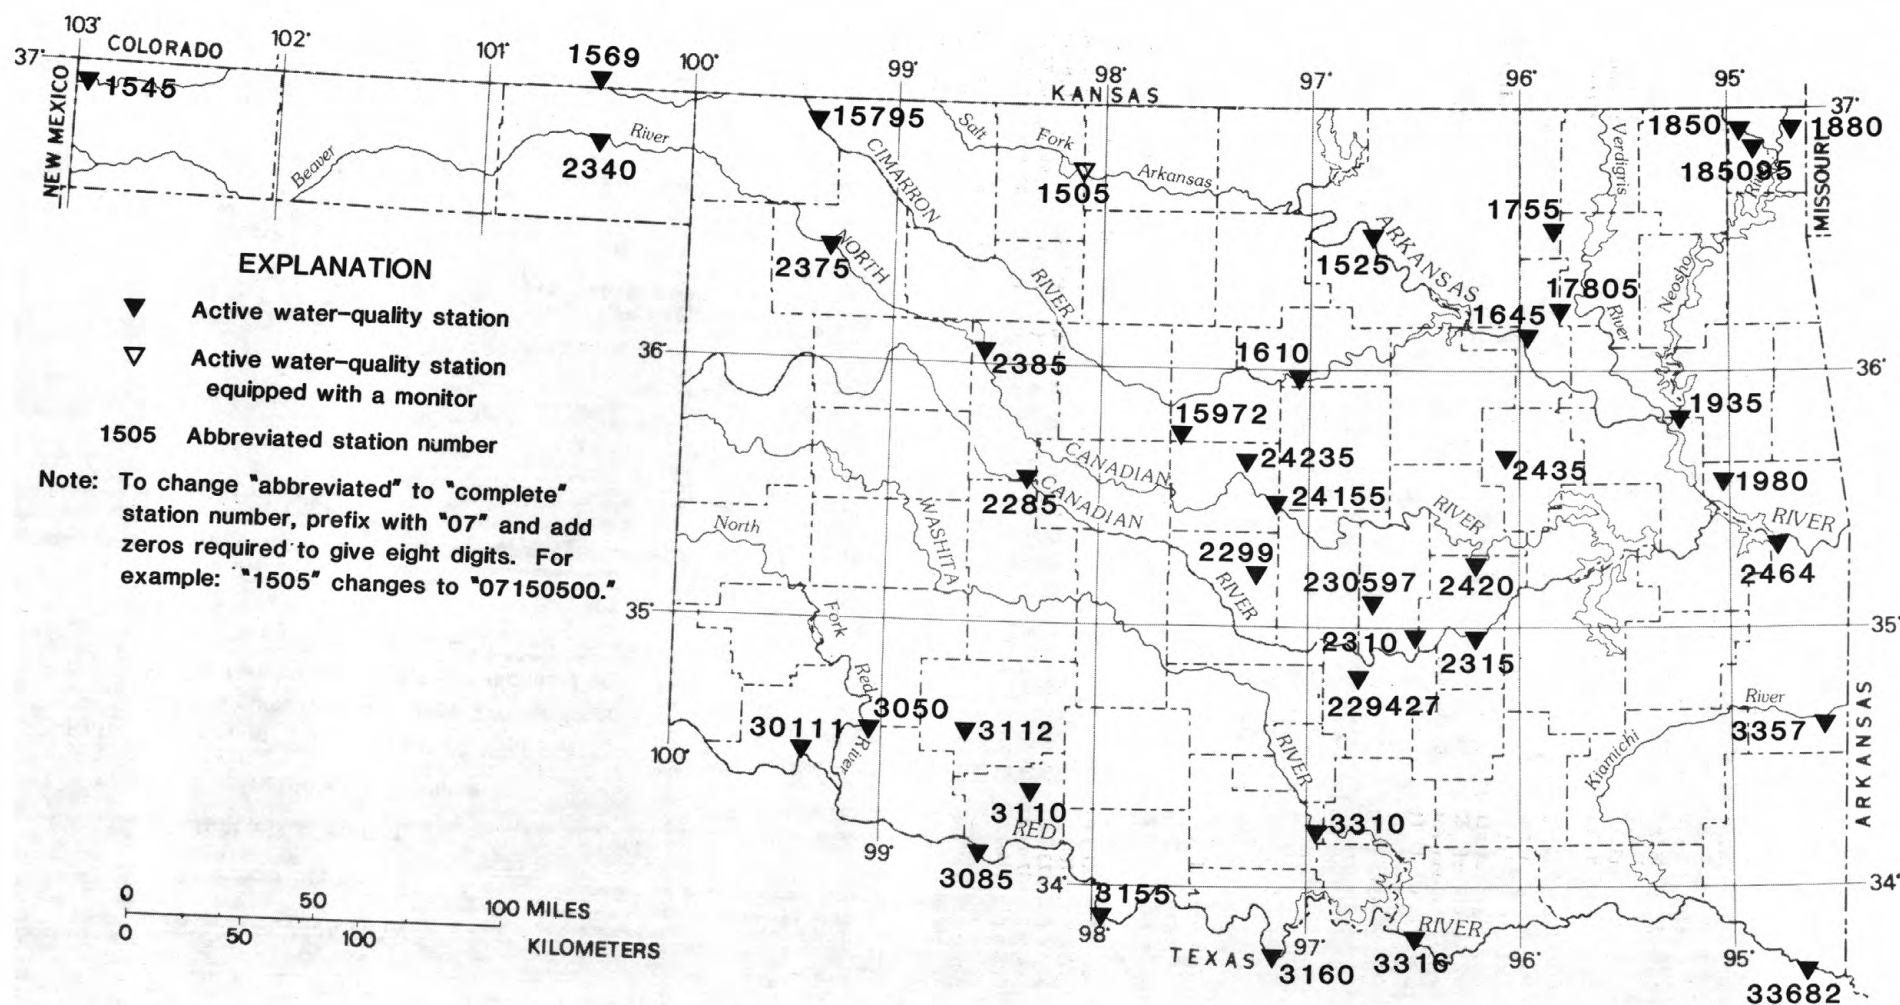 103°
COLORADO
102°
101°
1569
100°
99°
98°
97°
96°
95°
37°
1545
KANSAS
37°
NEW MEXICO
Beaver
River
2340
15795
CIMARRON
Salt
Fork
Arkansas
1505
Verdigris
1850
1880
185095
River
MISSOURI
1755
2375
NORTH
RIVER
1525
ARKANSAS
17805
1645
River
Neosho
EXPLANATION
Active water-quality station
Active water-quality station
equipped with a monitor
1505 Abbreviated station number
Note: To change "abbreviated" to "complete"
station number, prefix with "07" and add
zeros required to give eight digits. For
example: "1505" changes to "07150500."
36°
2385
1610
36°
15972
1935
CANADIAN
24235
2435
1980
2285
CANADIAN
24155
RIVER
RIVER
North
WASHITA
2299
230597
2420
2464
RIVER
35°
Fork
2310
2315
35°
Red
229427
River
3050
30111
3112
River
3357
100°
RIVER
Kiamichi
ARKANSAS
3110
RED
3310
99°
3085
34°
34°
3155
98°
TEXAS
97°
3160
RIVER
3316
96°
95°
33682
0 50 100 MILES
0 50 100 KILOMETERS